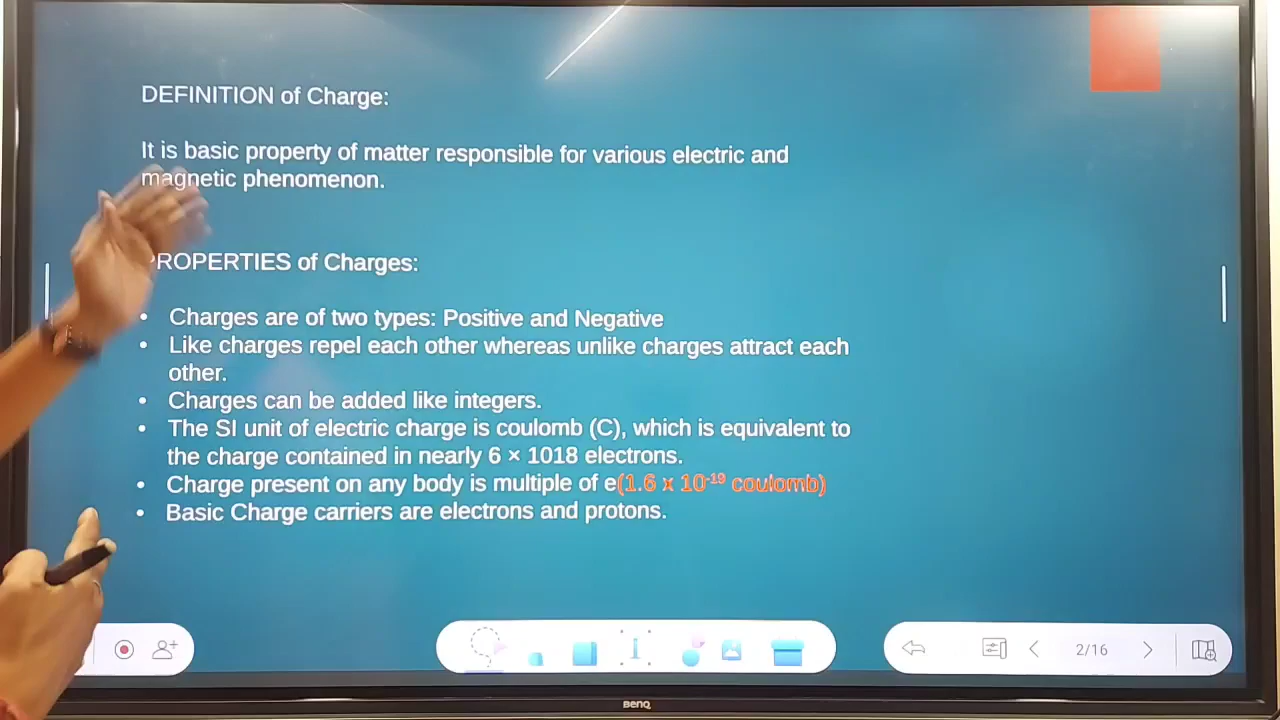 DEFINITION of Charge:
It is basic property of matter responsible for various electric and
magnetic phenomenon.
PROPERTIES of Charges:
• Charges are of two types: Positive and Negative
• Like charges repel each other whereas unlike charges attract each
other.
• Charges can be added like integers.
• The SI unit of electric charge is coulomb (C), which is equivalent to
the charge contained in nearly 6 × 1018 electrons.
• Charge present on any body is multiple of e(1.6 x 10⁻¹⁹ coulomb)
• Basic Charge carriers are electrons and protons.
2/16
BenQ